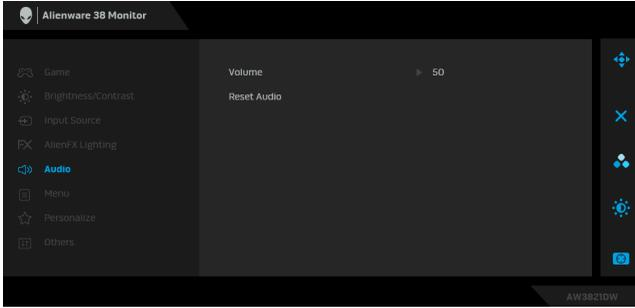 Alienware 38 Monitor
Game
Brightness/Contrast
Input Source
AlienFX Lighting
Audio
Menu
Personalize
Others
Volume 50
Reset Audio
AW3821DW